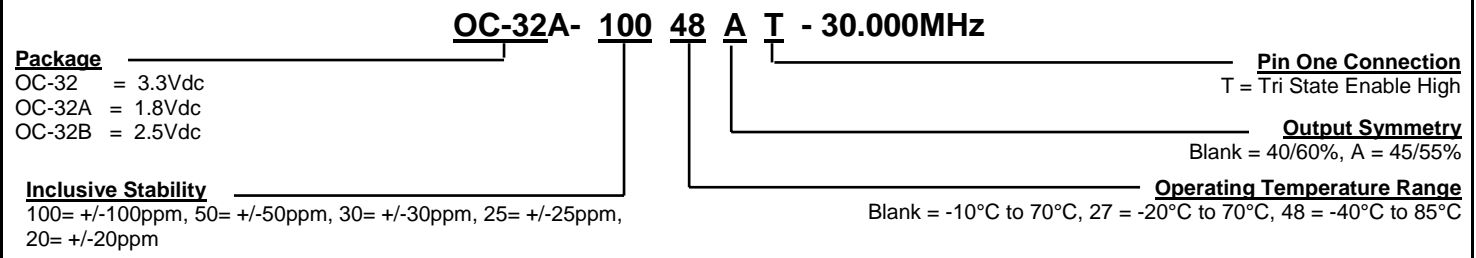 OC-32A- 100 48 A T - 30.000MHz
Package
OC-32 = 3.3Vdc
OC-32A = 1.8Vdc
OC-32B = 2.5Vdc
Inclusive Stability
100= +/-100ppm, 50= +/-50ppm, 30= +/-30ppm, 25= +/-25ppm,
20= +/-20ppm
Pin One Connection
T = Tri State Enable High
Output Symmetry
Blank = 40/60%, A = 45/55%
Operating Temperature Range
Blank = -10°C to 70°C, 27 = -20°C to 70°C, 48 = -40°C to 85°C